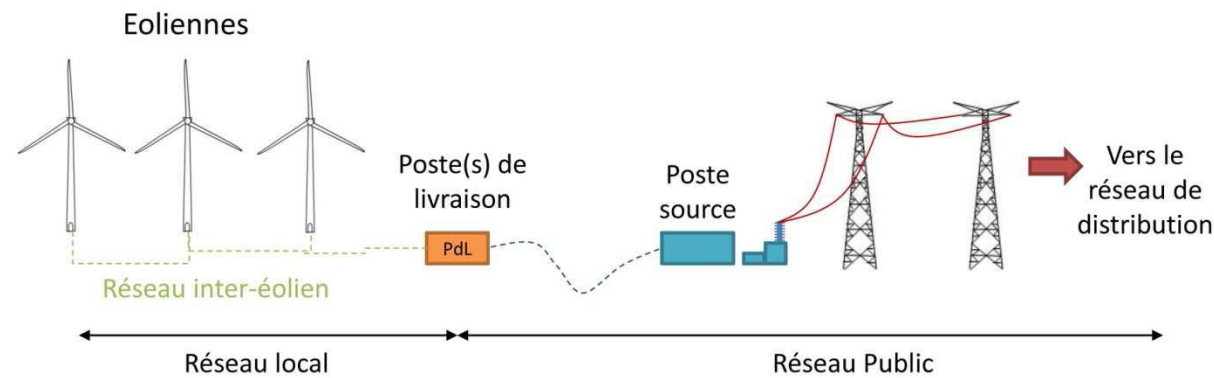 Eoliennes
Poste(s) de
livraison
PdL
Poste
source
Vers le
réseau de
distribution
Réseau inter-éolien
Réseau local
Réseau Public